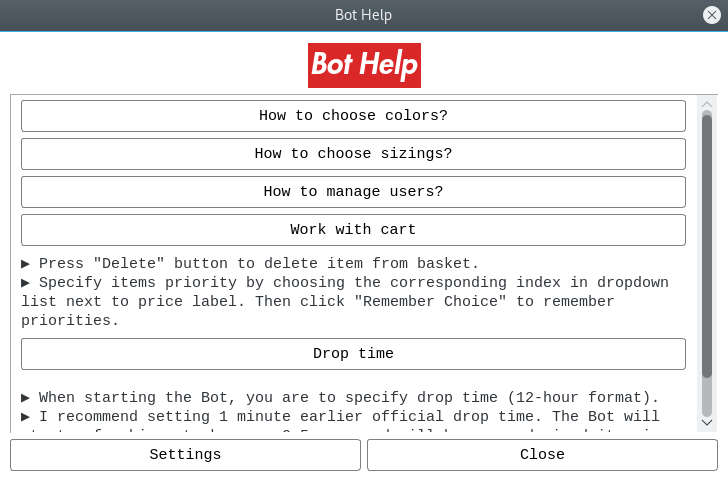 Bot Help
Bot Help
How to choose colors?
How to choose sizings?
How to manage users?
Work with cart
▶ Press "Delete" button to delete item from basket.
▶ Specify items priority by choosing the corresponding index in dropdown
list next to price label. Then click "Remember Choice" to remember
priorities.
Drop time
▶ When starting the Bot, you are to specify drop time (12-hour format).
▶ I recommend setting 1 minute earlier official drop time. The Bot will
Settings
Close